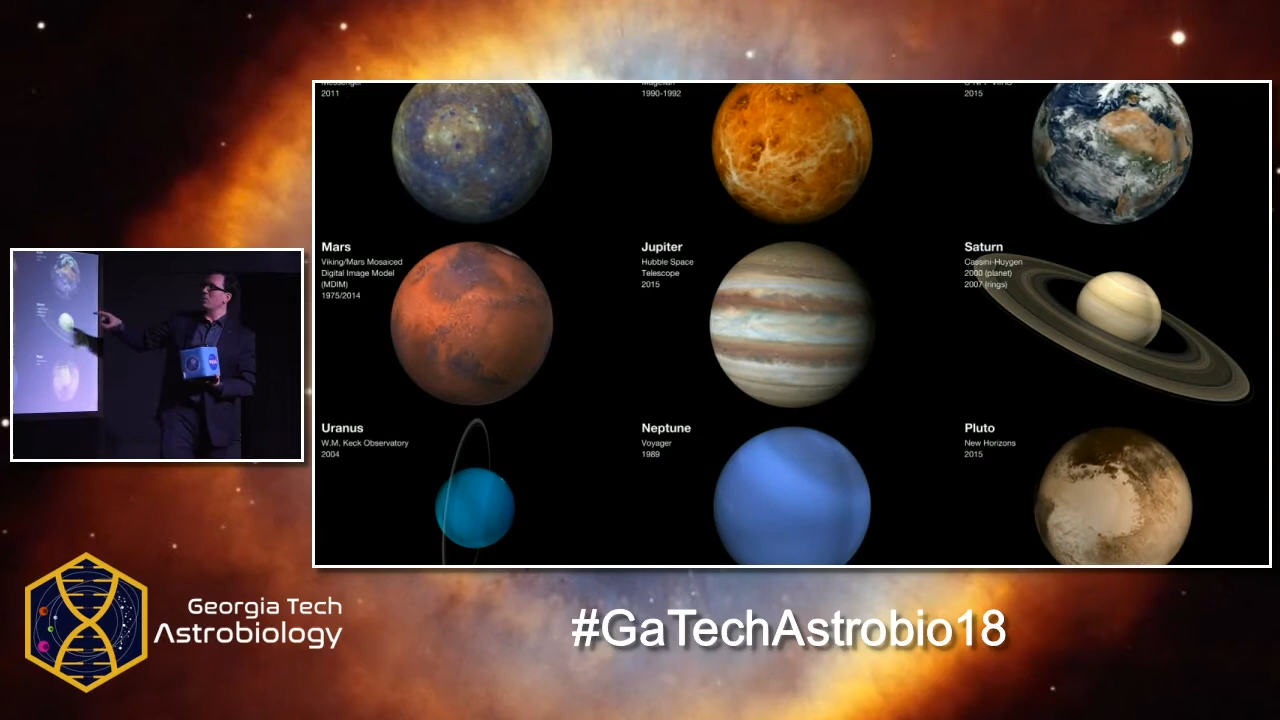 2011
1990-1992
2015
Mars
Viking/Mars Mosaiced
Digital Image Model
(MDIM)
1975/2014
Jupiter
Hubble Space
Telescope
2015
Saturn
Cassini-Huygen
2000 (planet)
2007 (rings)
Uranus
W.M. Keck Observatory
2004
Neptune
Voyager
1989
Pluto
New Horizons
2015
NASA
Georgia Tech
Astrobiology
#GaTechAstrobio18